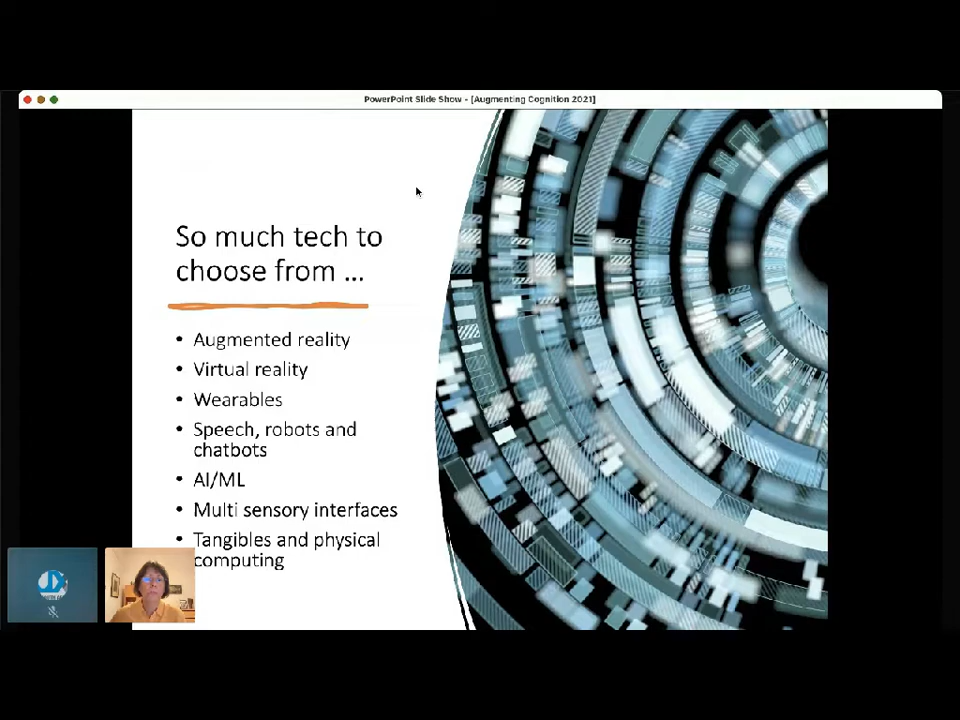 PowerPoint Slide Show - [Augmenting Cognition 2021]
So much tech to
choose from ...
• Augmented reality
• Virtual reality
• Wearables
• Speech, robots and
chatbots
• AI/ML
• Multi sensory interfaces
• Tangibles and physical
computing